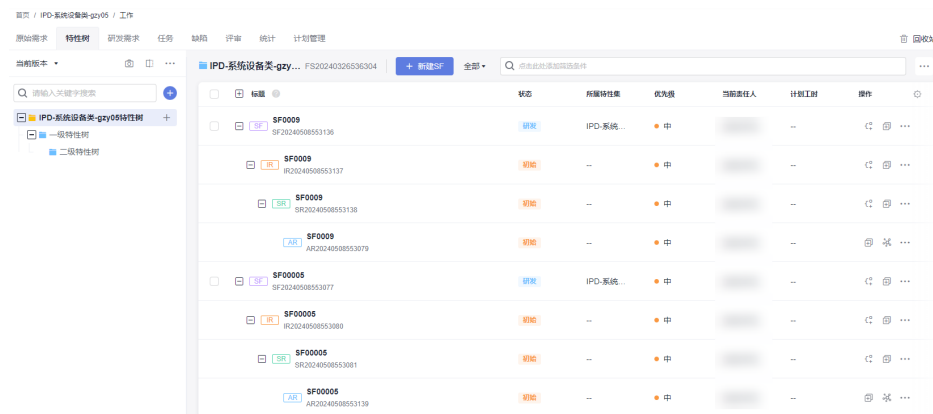 首页 / IPD-系统设备类-gzy05 / 工作
原始需求 特性树 研发需求 任务 缺陷 评审 统计 计划管理 回收站
当前版本 IPD-系统设备类-gzy... FS20240326536304 + 新建SF 全部 点击此处添加筛选条件
请输入关键字搜索
标题 状态 所属特性集 优先级 当前责任人 计划工时 操作
IPD-系统设备类-gzy05特性树
一级特性树
二级特性树
SF SF0009 研发 IPD-系统... 中 --
SF20240508553136
IR SF0009 初始 -- 中 --
IR20240508553137
SR SF0009 初始 -- 中 --
SR20240508553138
AR SF0009 初始 -- 中 --
AR20240508553079
SF SF00005 研发 IPD-系统... 中 --
SF20240508553077
IR SF00005 初始 -- 中 --
IR20240508553080
SR SF00005 初始 -- 中 --
SR20240508553081
AR SF00005 初始 -- 中 --
AR20240508553139